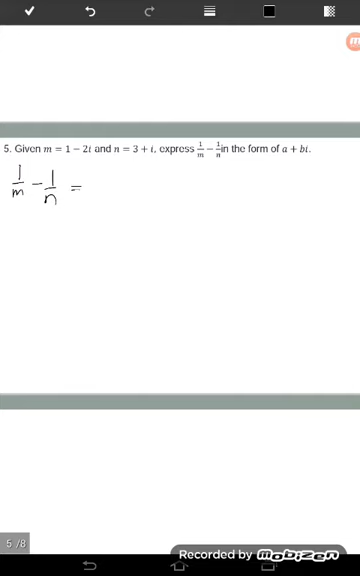 5. Given m = 1 − 2i and n = 3 + i, express 1/m − 1/n in the form of a + bi.
1/m − 1/n =
5 / 8
Recorded by Mobizen